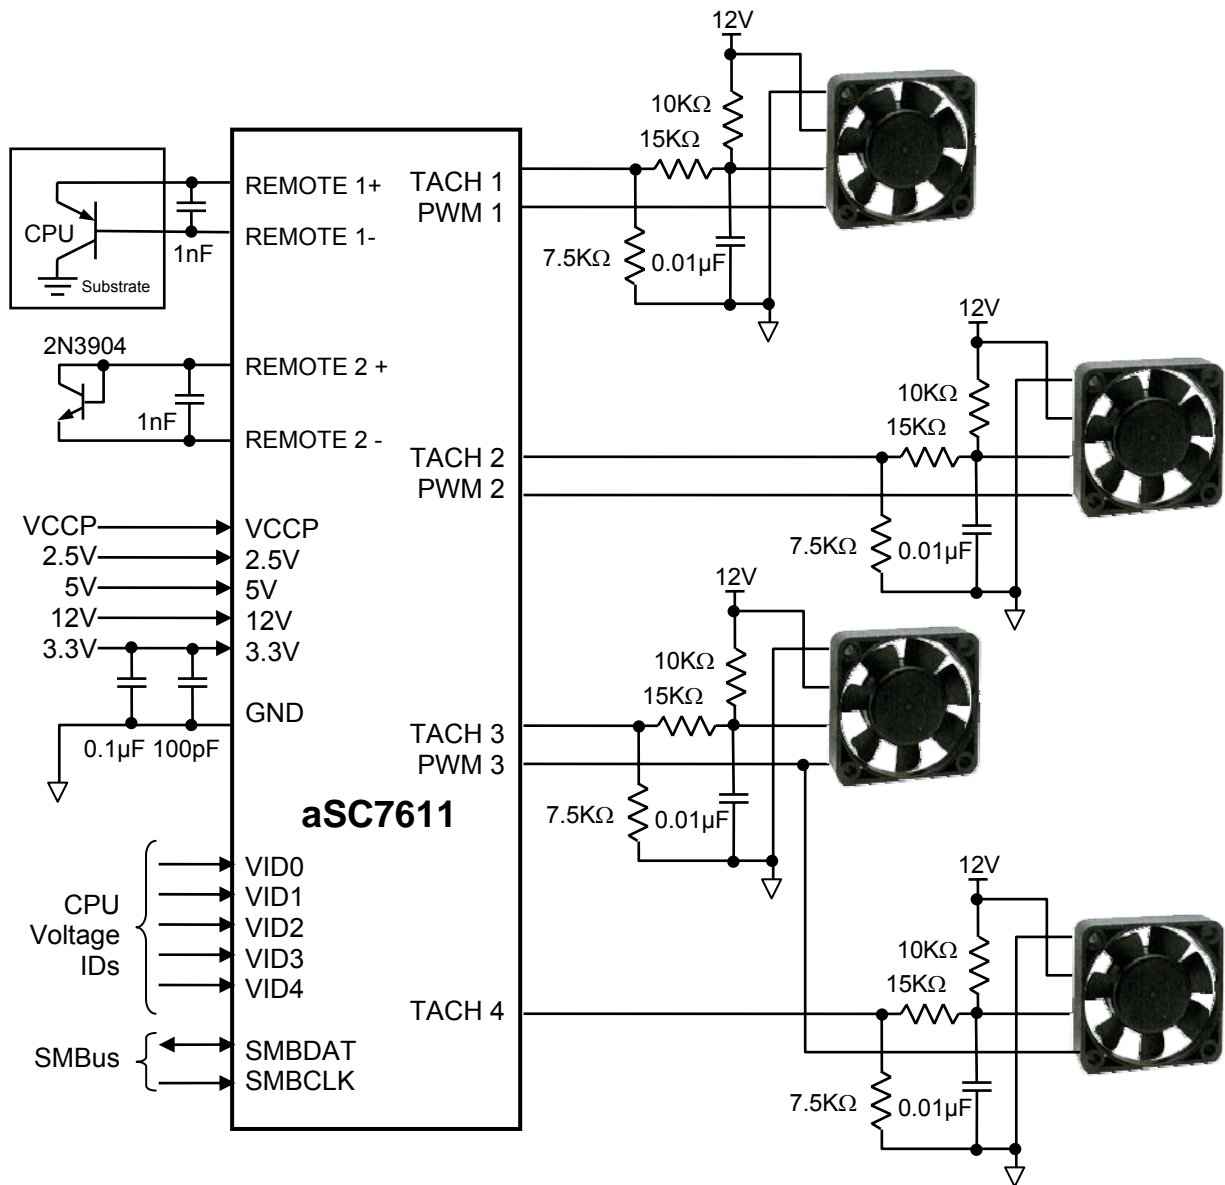 12V
10KΩ
15KΩ
REMOTE 1+
TACH 1
PWM 1
CPU
REMOTE 1-
1nF
7.5KΩ
0.01µF
Substrate
12V
2N3904
REMOTE 2 +
10KΩ
15KΩ
1nF
REMOTE 2 -
TACH 2
PWM 2
VCCP
VCCP
2.5V
2.5V
7.5KΩ
0.01µF
5V
5V
12V
12V
12V
3.3V
3.3V
10KΩ
15KΩ
GND
0.1µF
100pF
TACH 3
PWM 3
aSC7611
7.5KΩ
0.01µF
VID0
12V
CPU
Voltage
IDs
VID1
VID2
VID3
VID4
10KΩ
15KΩ
TACH 4
SMBus
SMBDAT
SMBCLK
7.5KΩ
0.01µF